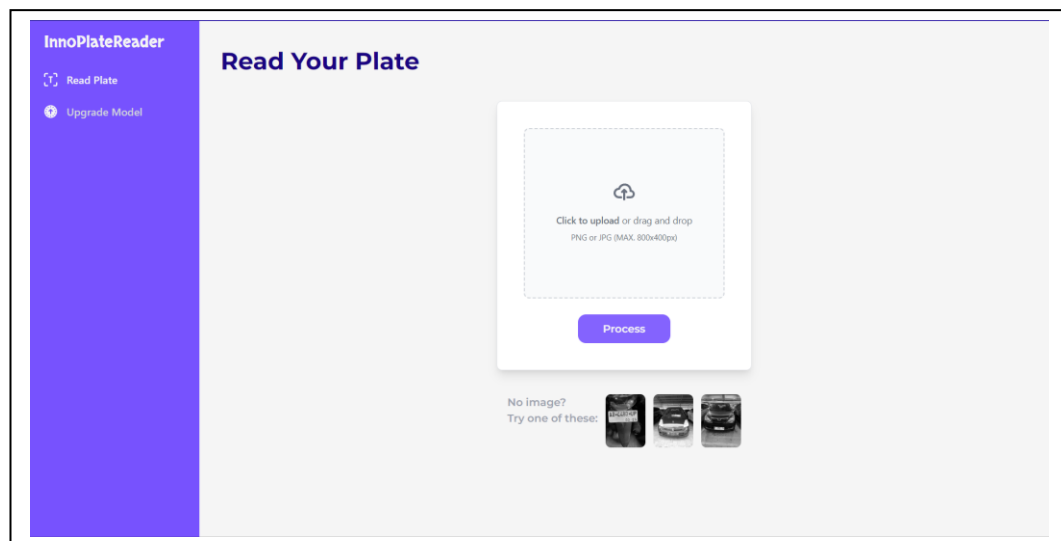 InnoPlateReader
Read Plate
Upgrade Model
Read Your Plate
Click to upload or drag and drop
PNG or JPG (MAX. 800x400px)
Process
No image?
Try one of these: